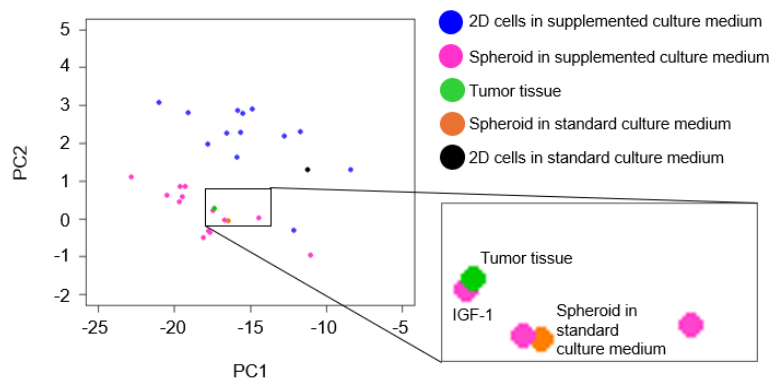 5
4
3
2
1
0
-1
-2
PC2
-25
-20
-15
-10
-5
PC1
2D cells in supplemented culture medium
Spheroid in supplemented culture medium
Tumor tissue
Spheroid in standard culture medium
2D cells in standard culture medium
Tumor tissue
IGF-1
Spheroid in
standard
culture medium